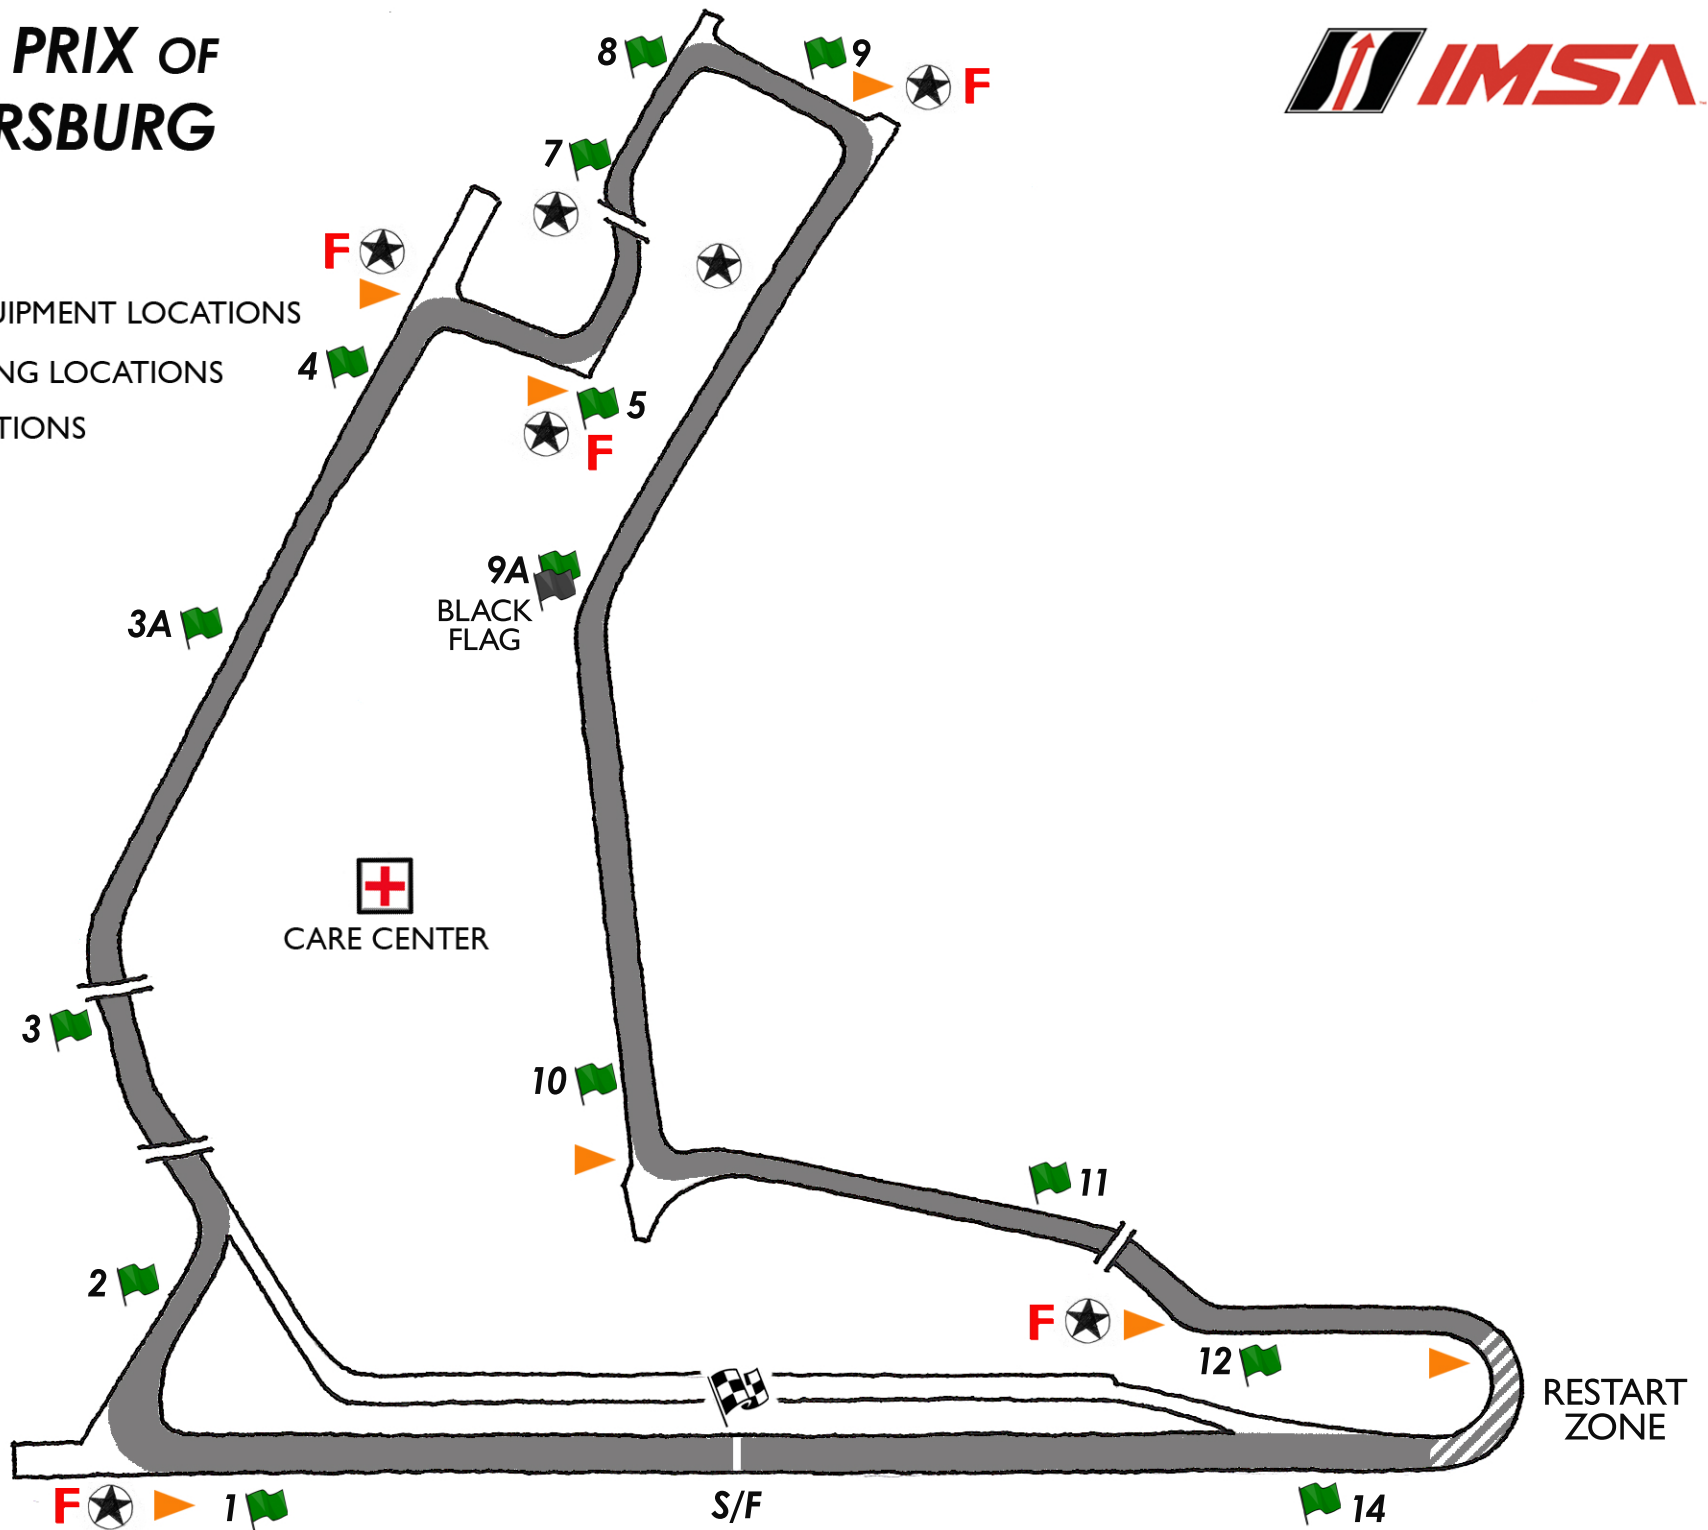 PRIX OF
RSBURG
IMSA
8
9
F
7
F
UIPMENT LOCATIONS
4
NG LOCATIONS
5
TIONS
F
9A
BLACK
FLAG
3A
CARE CENTER
3
10
11
2
F
12
RESTART
ZONE
F
1
S/F
14